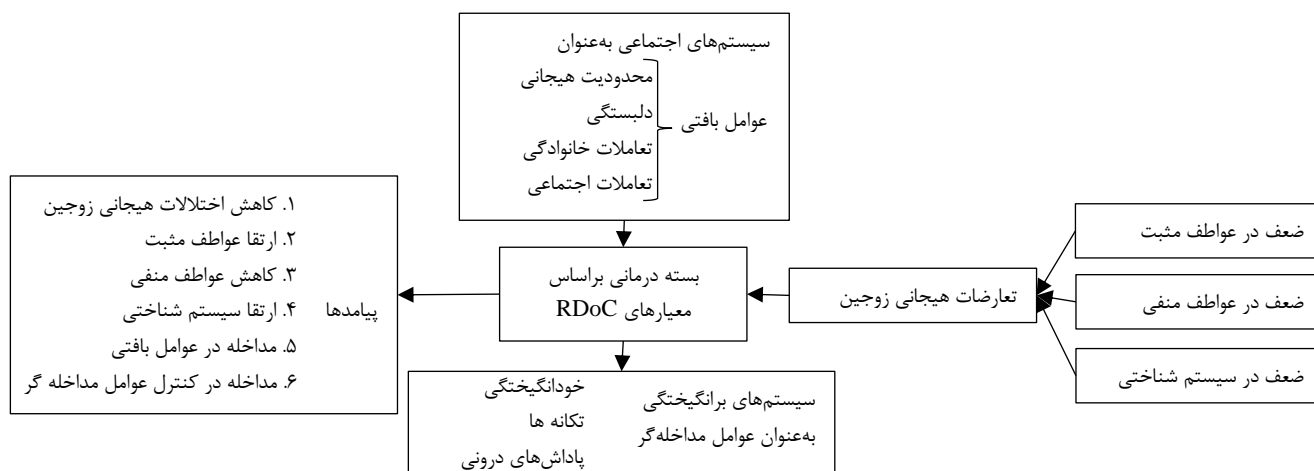 سیستم‌های اجتماعی به‌عنوان
عوامل بافتی
محدودیت هیجانی
دلبستگی
تعاملات خانوادگی
تعاملات اجتماعی
ضعف در عواطف مثبت
ضعف در عواطف منفی
ضعف در سیستم شناختی
تعارضات هیجانی زوجین
بسته درمانی براساس
معیارهای RDoC
سیستم‌های برانگیختگی
به‌عنوان عوامل مداخله‌گر
خودانگیختگی
تکانه ها
پاداش‌های درونی
پیامدها
۱. کاهش اختلالات هیجانی زوجین
۲. ارتقا عواطف مثبت
۳. کاهش عواطف منفی
۴. ارتقا سیستم شناختی
۵. مداخله در عوامل بافتی
۶. مداخله در کنترل عوامل مداخله گر